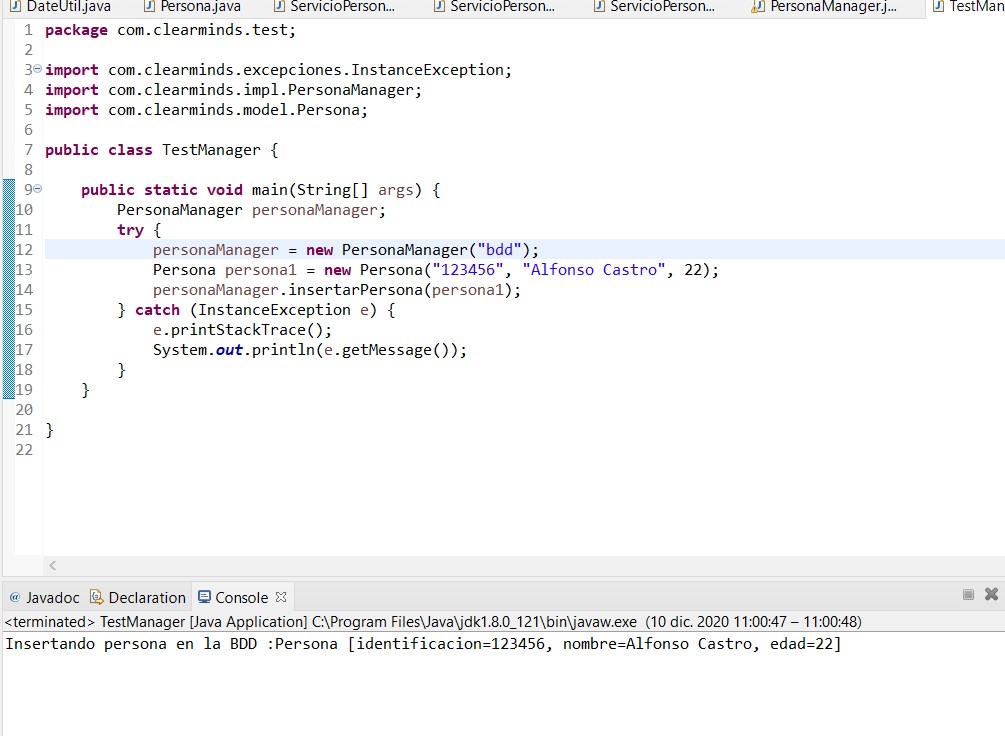 DateUtil.java Persona.java ServicioPerson... ServicioPerson... ServicioPerson... PersonaManager.j... TestMan
1 package com.clearminds.test;
2
3 import com.clearminds.excepciones.InstanceException;
4 import com.clearminds.impl.PersonaManager;
5 import com.clearminds.model.Persona;
6
7 public class TestManager {
8
9 public static void main(String[] args) {
10 PersonaManager personaManager;
11 try {
12 personaManager = new PersonaManager("bdd");
13 Persona persona1 = new Persona("123456", "Alfonso Castro", 22);
14 personaManager.insertarPersona(persona1);
15 } catch (InstanceException e) {
16 e.printStackTrace();
17 System.out.println(e.getMessage());
18 }
19 }
20
21 }
22
@ Javadoc Declaration Console
<terminated> TestManager [Java Application] C:\Program Files\Java\jdk1.8.0_121\bin\javaw.exe (10 dic. 2020 11:00:47 – 11:00:48)
Insertando persona en la BDD :Persona [identificacion=123456, nombre=Alfonso Castro, edad=22]